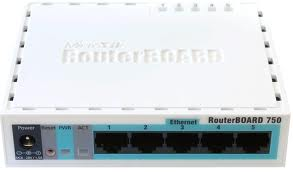 MikroTik
RouterBOARD
Ethernet
RouterBOARD 750
Power
Reset
PWR
ACT
1 2 3 4 5